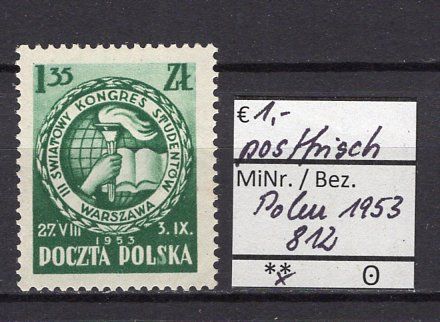 1.35 ZŁ
III ŚWIATOWY KONGRES STUDENTÓW
WARSZAWA
27.VIII 1953 3.IX.
POCZTA POLSKA
€ 1,-
postfrisch
MiNr. / Bez.
Polen 1953
812
** ʘ